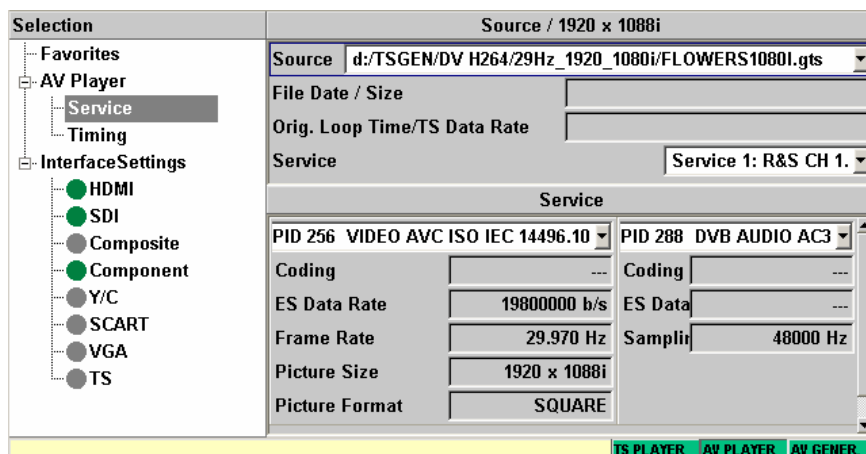 Selection
Favorites
AV Player
Service
Timing
InterfaceSettings
HDMI
SDI
Composite
Component
Y/C
SCART
VGA
TS
Source / 1920 x 1088i
Source d:/TSGEN/DV H264/29Hz_1920_1080i/FLOWERS1080I.gts
File Date / Size
Orig. Loop Time/TS Data Rate
Service Service 1: R&S CH 1.
Service
PID 256 VIDEO AVC ISO IEC 14496.10 PID 288 DVB AUDIO AC3
Coding --- Coding ---
ES Data Rate 19800000 b/s ES Data ---
Frame Rate 29.970 Hz Samplin 48000 Hz
Picture Size 1920 x 1088i
Picture Format SQUARE
TS PLAYER AV PLAYER AV GENER